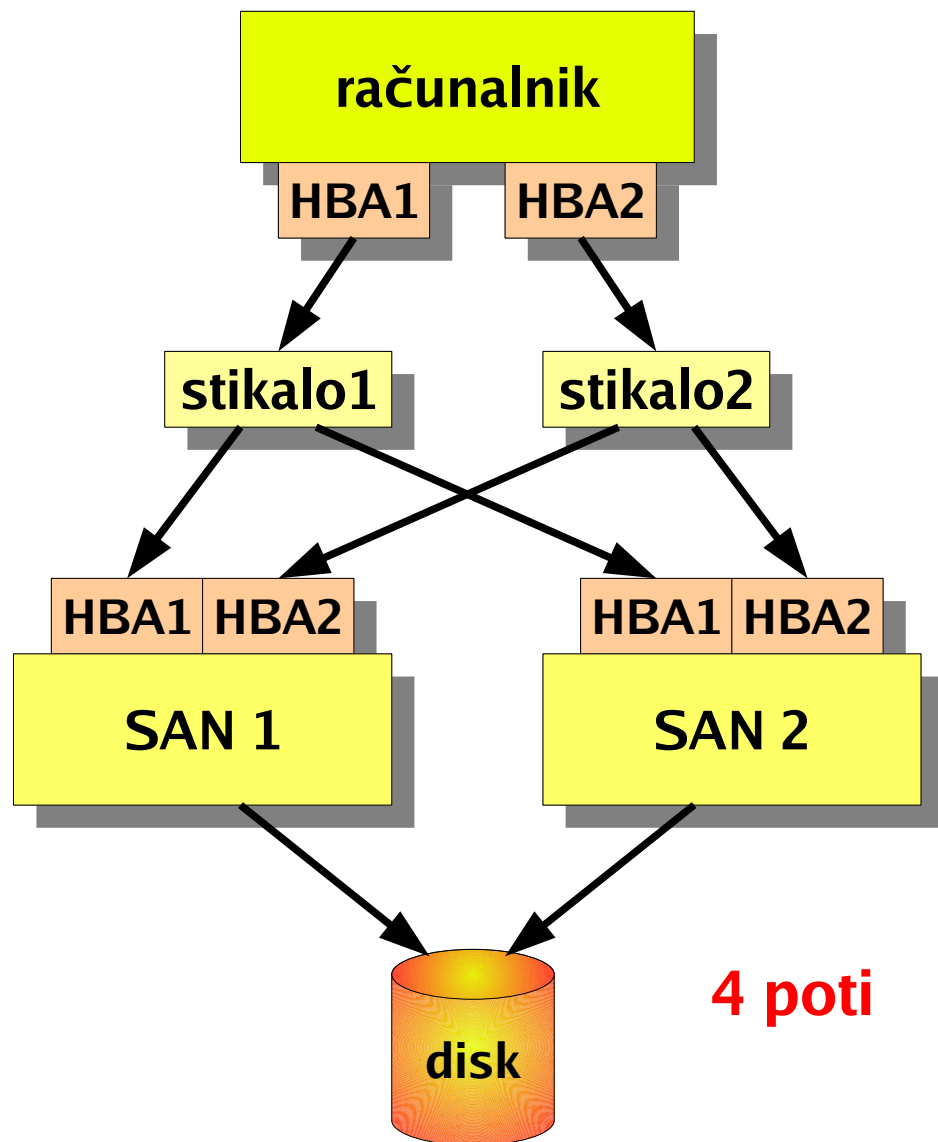 računalnik
HBA1 HBA2
stikalo1 stikalo2
HBA1 HBA2 HBA1 HBA2
SAN 1 SAN 2
4 poti
disk